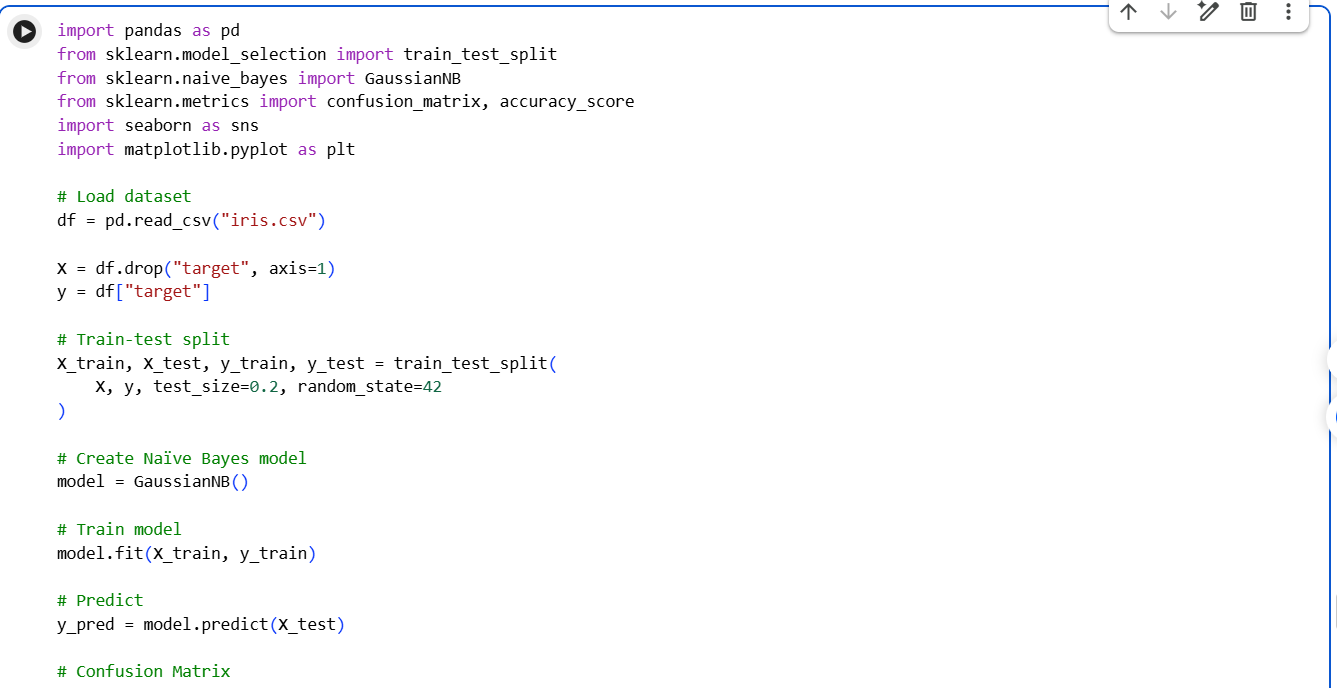 import pandas as pd
from sklearn.model_selection import train_test_split
from sklearn.naive_bayes import GaussianNB
from sklearn.metrics import confusion_matrix, accuracy_score
import seaborn as sns
import matplotlib.pyplot as plt

# Load dataset
df = pd.read_csv("iris.csv")

X = df.drop("target", axis=1)
y = df["target"]

# Train-test split
X_train, X_test, y_train, y_test = train_test_split(
    X, y, test_size=0.2, random_state=42
)

# Create Naïve Bayes model
model = GaussianNB()

# Train model
model.fit(X_train, y_train)

# Predict
y_pred = model.predict(X_test)

# Confusion Matrix